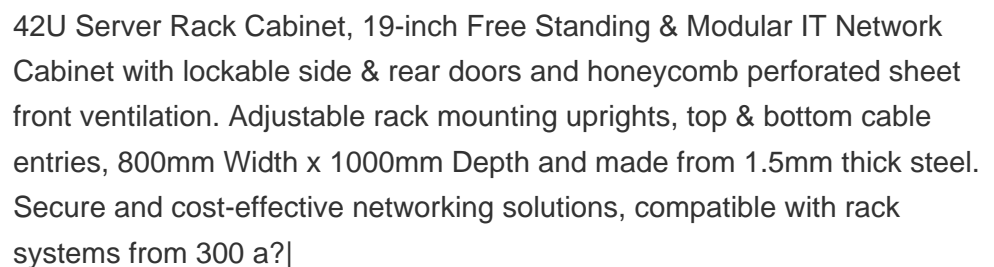 42U Server Rack Cabinet, 19-inch Free Standing & Modular IT Network
Cabinet with lockable side & rear doors and honeycomb perforated sheet
front ventilation. Adjustable rack mounting uprights, top & bottom cable
entries, 800mm Width x 1000mm Depth and made from 1.5mm thick steel.
Secure and cost-effective networking solutions, compatible with rack
systems from 300 a?|